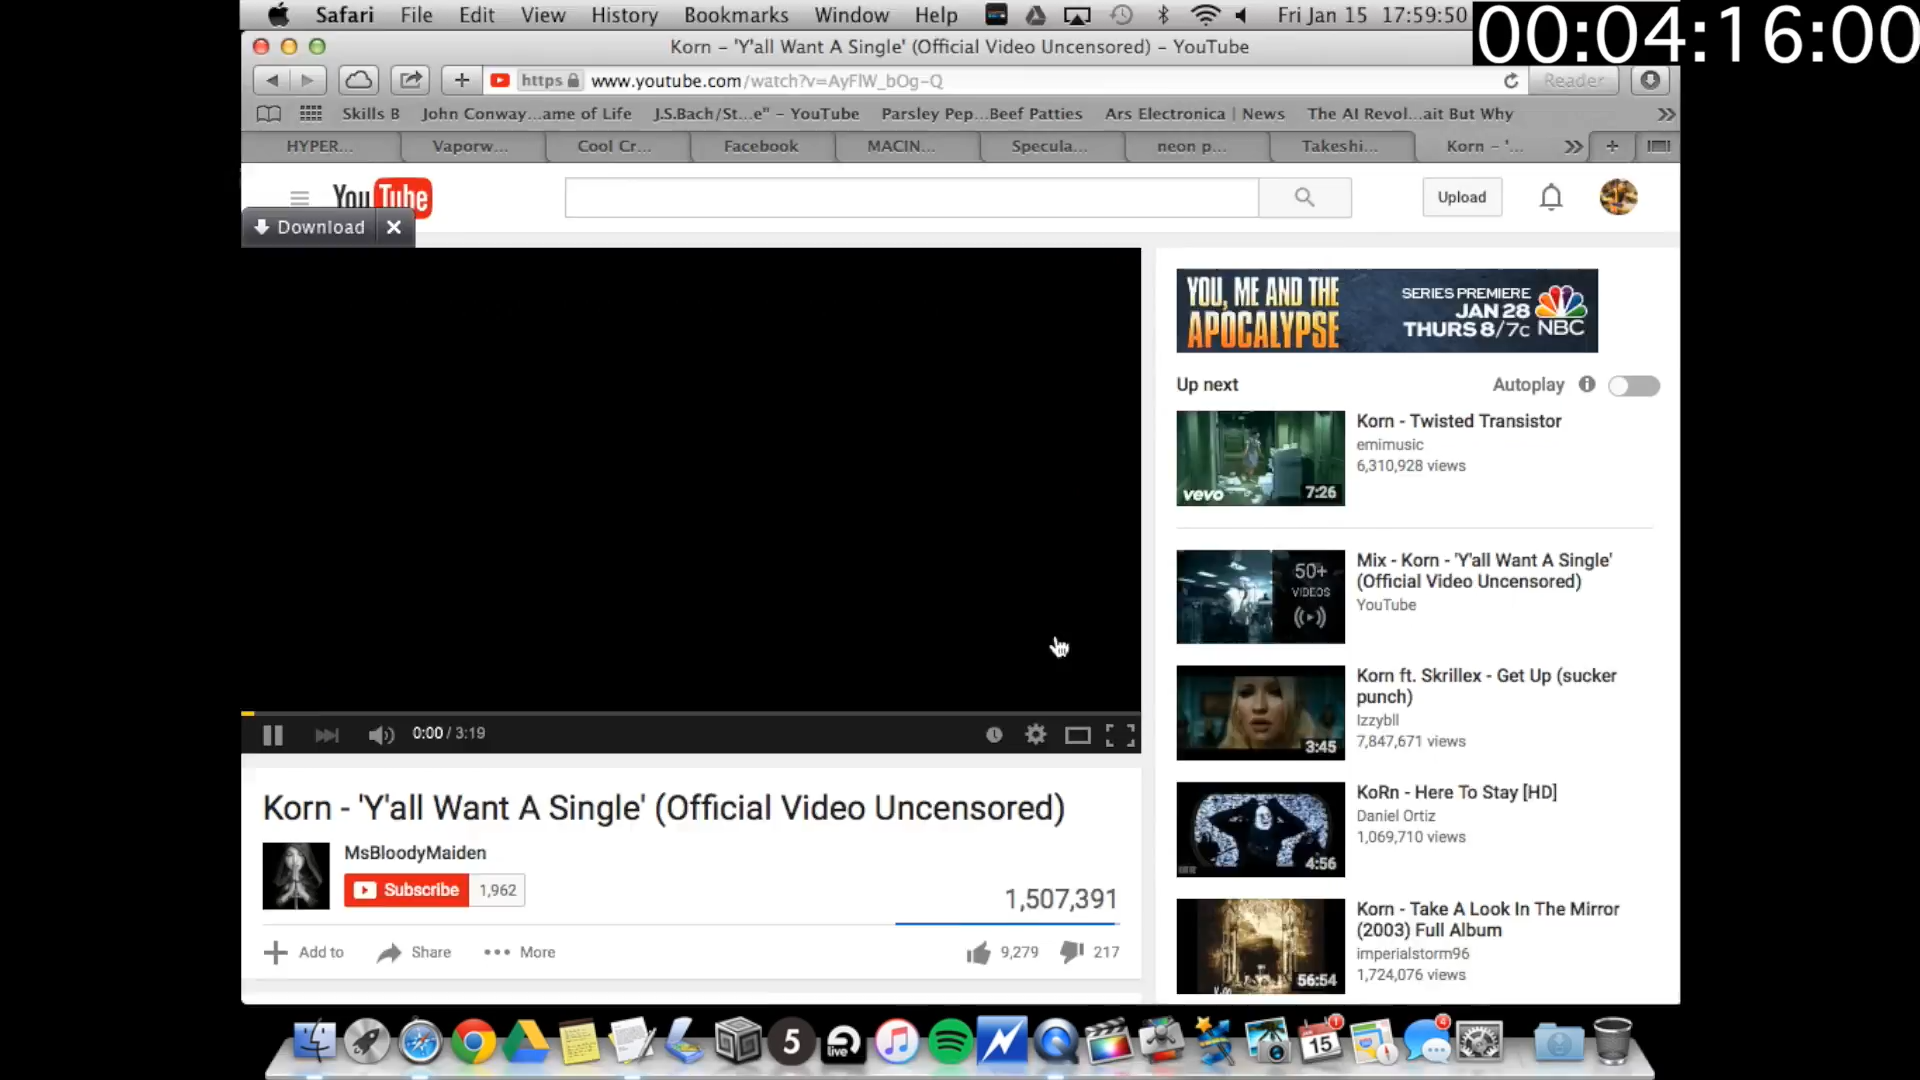 Safari File Edit View History Bookmarks Window Help Fri Jan 15 17:59:50
00:04:16:00
Korn – 'Y'all Want A Single' (Official Video Uncensored) – YouTube
https www.youtube.com/watch?v=AyFlW_bOg-Q Reader
Skills B John Conway...ame of Life J.S.Bach/St...e" – YouTube Parsley Pep...Beef Patties Ars Electronica | News The AI Revol...ait But Why
HYPER... Vaporw... Cool Cr... Facebook MACIN... Specula... neon p... Takeshi... Korn – '...
YouTube
Upload
Download
YOU, ME AND THE
APOCALYPSE
SERIES PREMIERE
JAN 28
THURS 8/7c NBC
Up next Autoplay
Korn - Twisted Transistor
emimusic
6,310,928 views
vevo 7:26
Mix - Korn - 'Y'all Want A Single'
(Official Video Uncensored)
YouTube
50+
VIDEOS
Korn ft. Skrillex - Get Up (sucker
punch)
Izzybll
7,847,671 views
3:45
KoRn - Here To Stay [HD]
Daniel Ortiz
1,069,710 views
4:56
Korn - Take A Look In The Mirror
(2003) Full Album
imperialstorm96
1,724,076 views
56:54
0:00 / 3:19
Korn - 'Y'all Want A Single' (Official Video Uncensored)
MsBloodyMaiden
Subscribe 1,962
1,507,391
Add to Share More 9,279 217
5
live
15
1
4